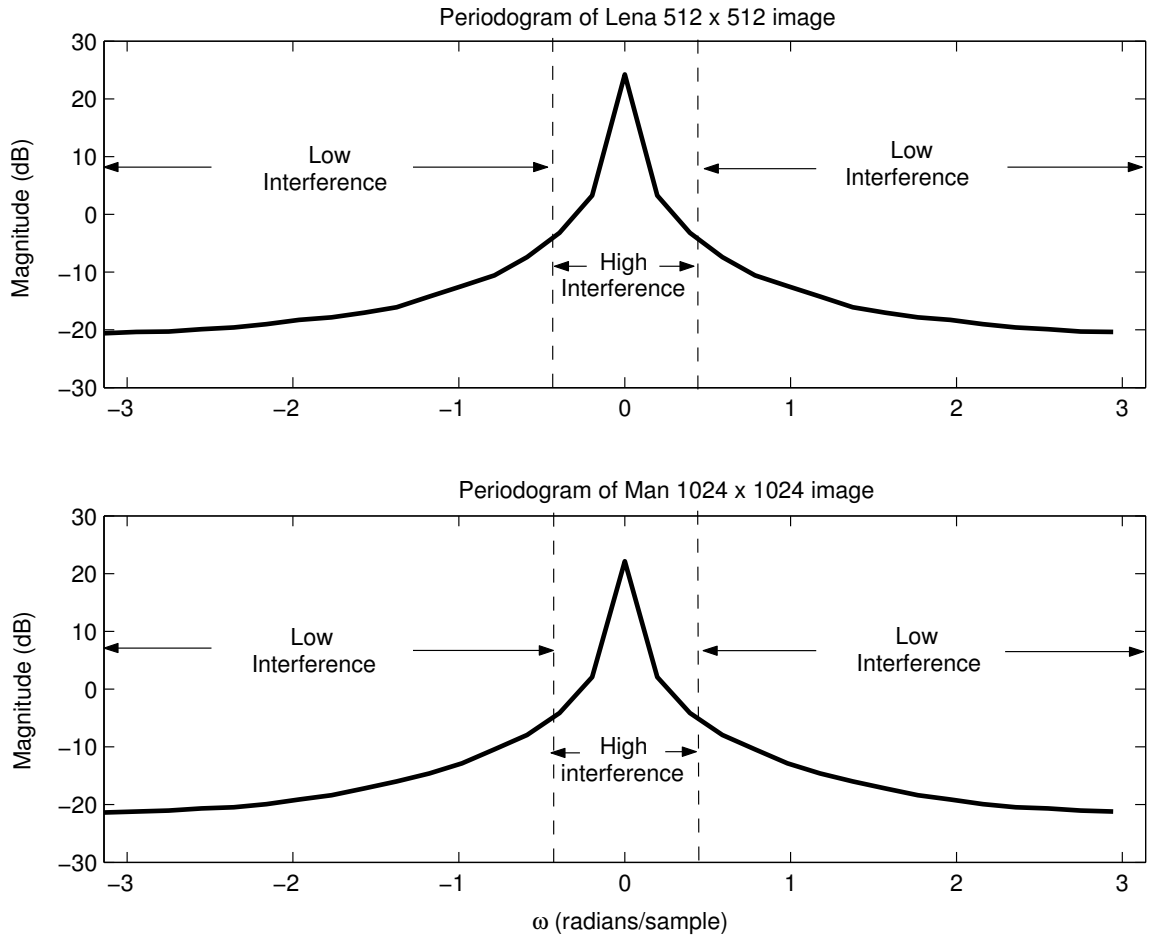 Periodogram of Lena 512 x 512 image
30
20
10
0
−10
−20
−30
Magnitude (dB)
Low
Interference
Low
Interference
High
Interference
−3
−2
−1
0
1
2
3
Periodogram of Man 1024 x 1024 image
30
20
10
0
−10
−20
−30
Magnitude (dB)
Low
Interference
Low
Interference
High
interference
−3
−2
−1
0
1
2
3
ω (radians/sample)